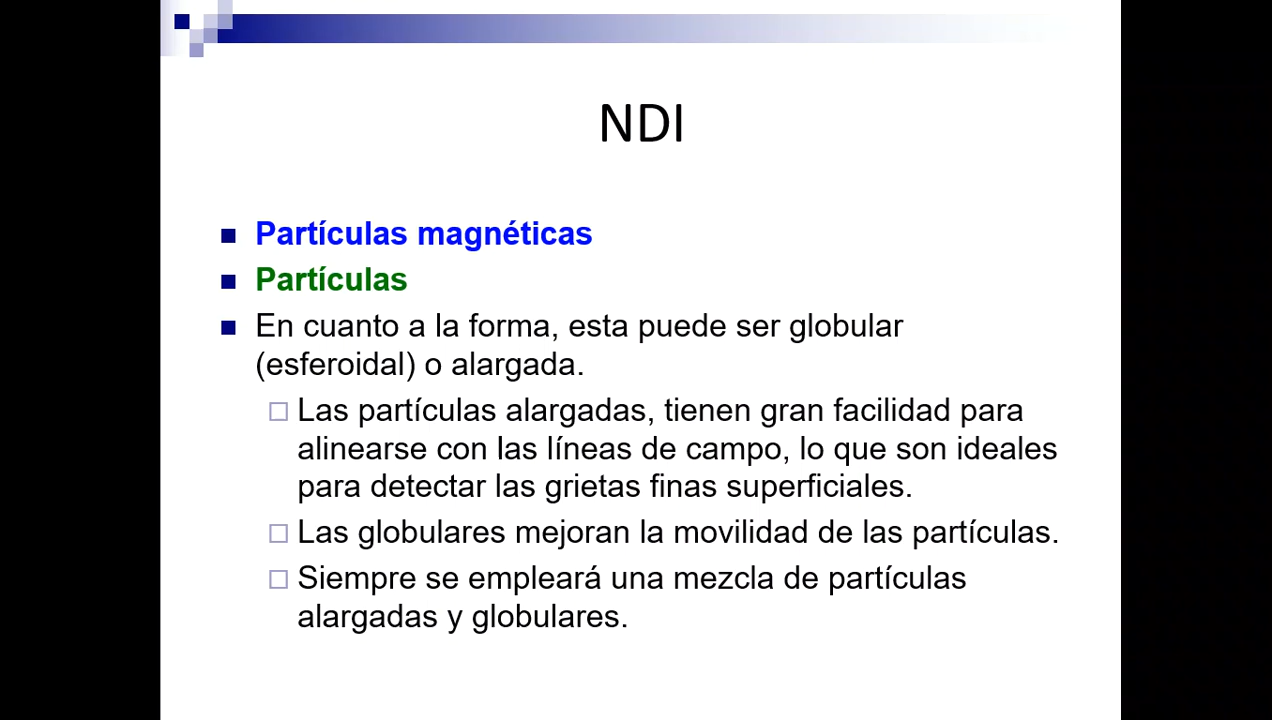 NDI
Partículas magnéticas
Partículas
En cuanto a la forma, esta puede ser globular
(esferoidal) o alargada.
Las partículas alargadas, tienen gran facilidad para
alinearse con las líneas de campo, lo que son ideales
para detectar las grietas finas superficiales.
Las globulares mejoran la movilidad de las partículas.
Siempre se empleará una mezcla de partículas
alargadas y globulares.